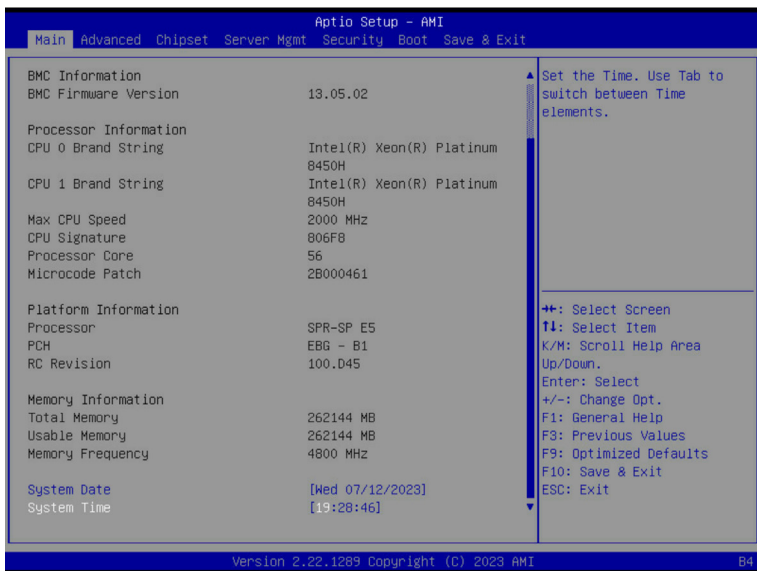 Aptio Setup - AMI
Main Advanced Chipset Server Mgmt Security Boot Save & Exit
BMC Information
BMC Firmware Version 13.05.02
Processor Information
CPU 0 Brand String Intel(R) Xeon(R) Platinum
8450H
CPU 1 Brand String Intel(R) Xeon(R) Platinum
8450H
Max CPU Speed 2000 MHz
CPU Signature 806F8
Processor Core 56
Microcode Patch 2B000461
Platform Information
Processor SPR-SP E5
PCH EBG - B1
RC Revision 100.D45
Memory Information
Total Memory 262144 MB
Usable Memory 262144 MB
Memory Frequency 4800 MHz
System Date [Wed 07/12/2023]
System Time [19:28:46]
Set the Time. Use Tab to
switch between Time
elements.
→←: Select Screen
↑↓: Select Item
K/M: Scroll Help Area
Up/Down.
Enter: Select
+/-: Change Opt.
F1: General Help
F3: Previous Values
F9: Optimized Defaults
F10: Save & Exit
ESC: Exit
Version 2.22.1289 Copyright (C) 2023 AMI
B4